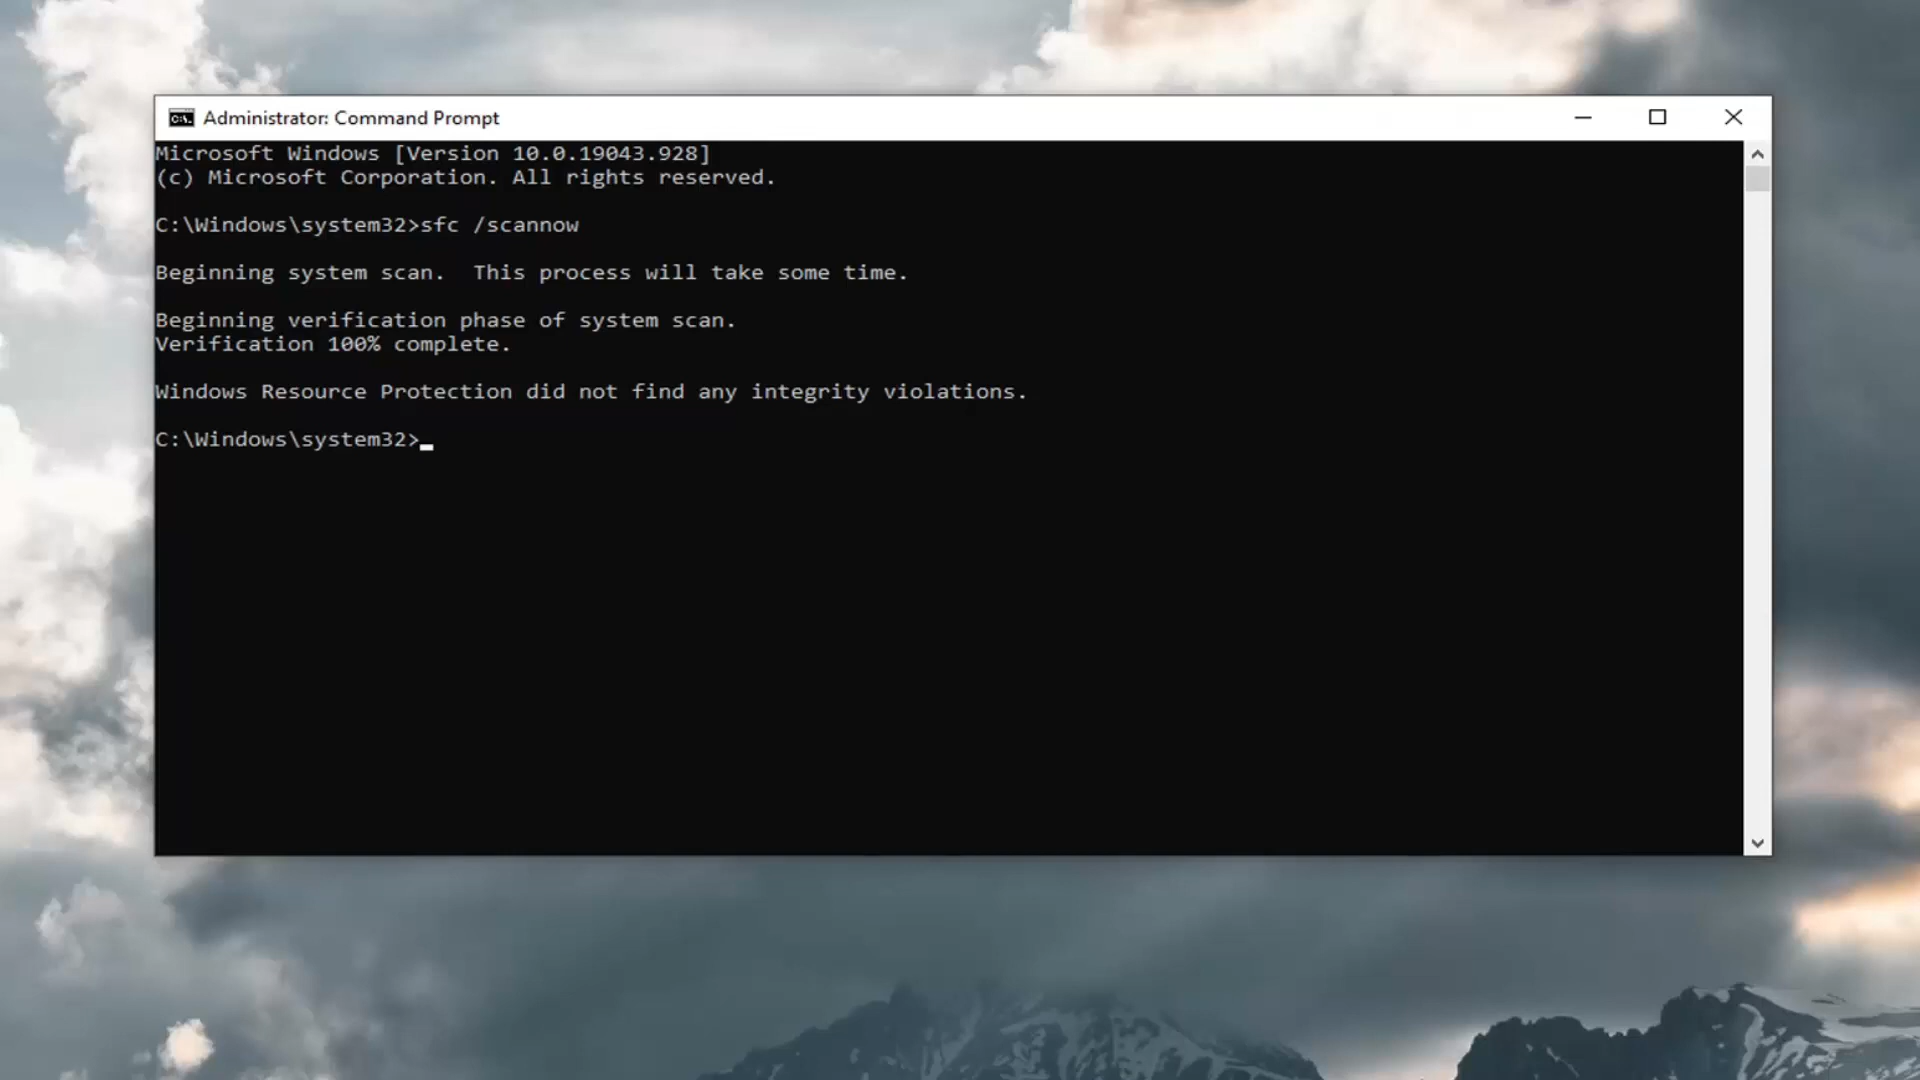 Administrator: Command Prompt
Microsoft Windows [Version 10.0.19043.928]
(c) Microsoft Corporation. All rights reserved.
C:\Windows\system32>sfc /scannow
Beginning system scan.  This process will take some time.
Beginning verification phase of system scan.
Verification 100% complete.
Windows Resource Protection did not find any integrity violations.
C:\Windows\system32>